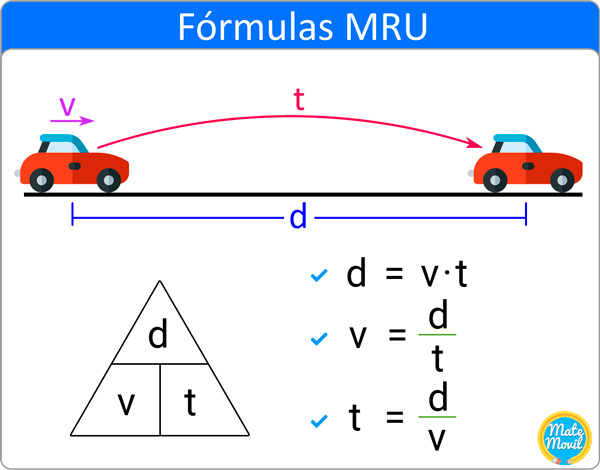 Fórmulas MRU
v
t
d
d = v·t
v = d/t
t = d/v
d
v t
Mate
Movil